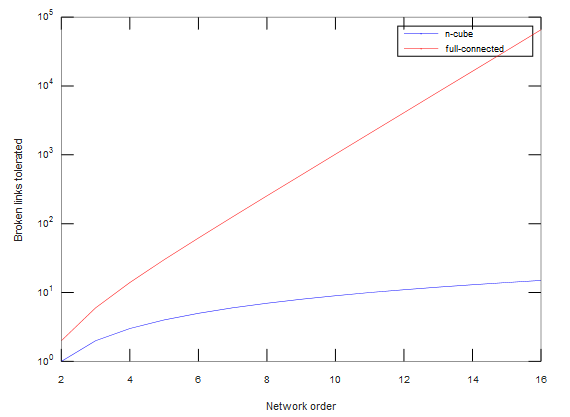 10^5
10^4
10^3
10^2
10^1
10^0
Broken links tolerated
n-cube
full-connected
2 4 6 8 10 12 14 16
Network order